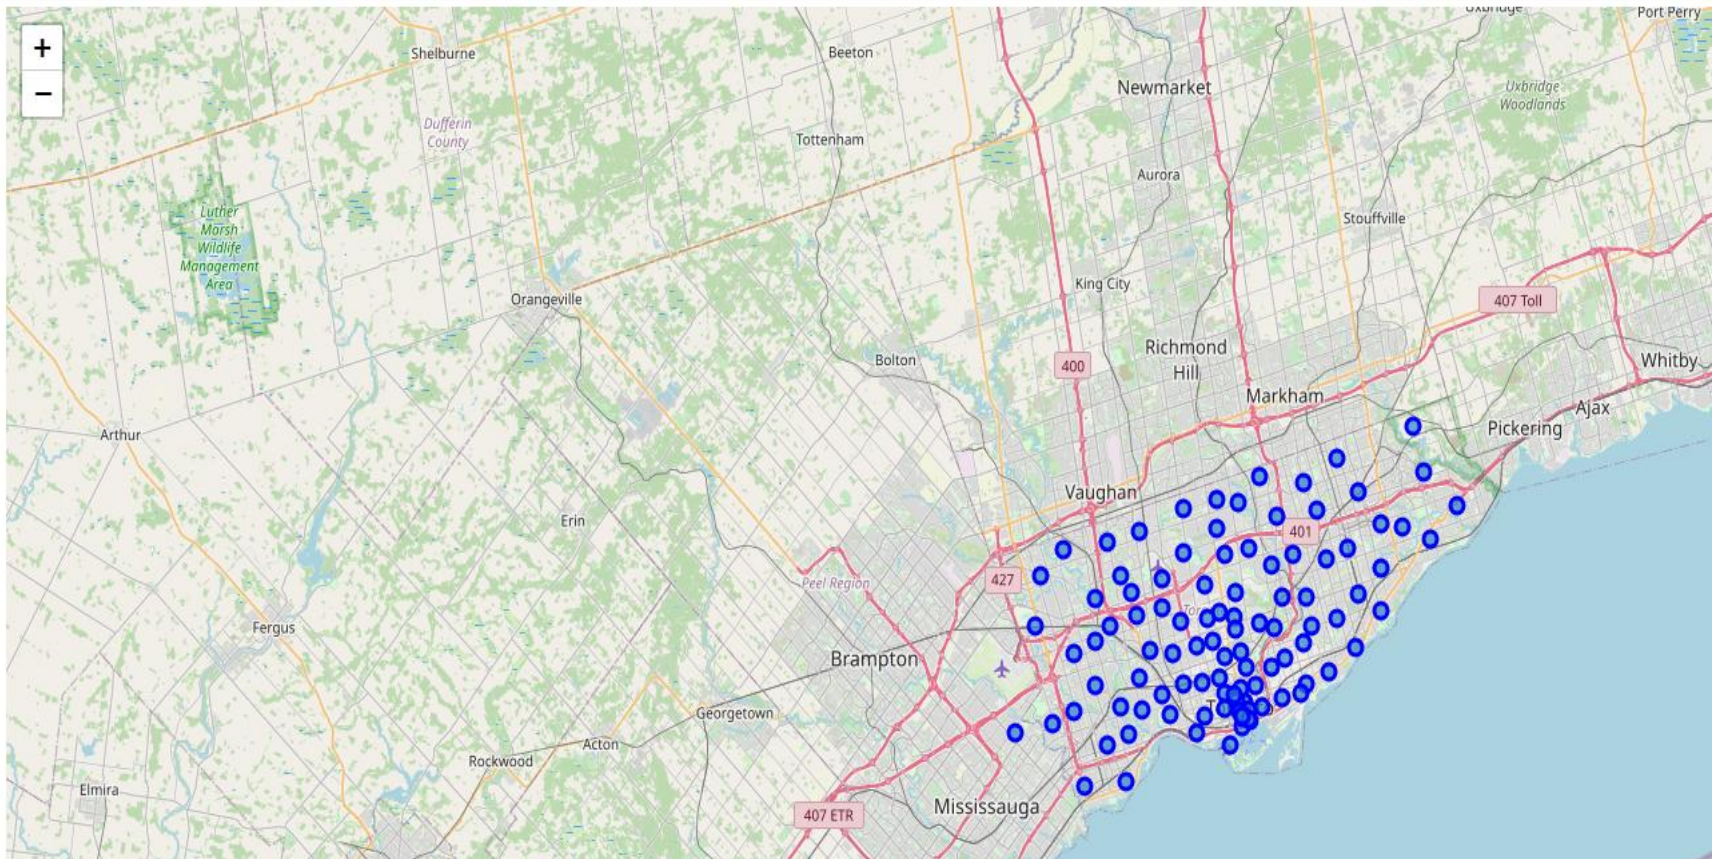 Uxbridge
Port Perry
+
Shelburne
Beeton
−
Newmarket
Uxbridge
Woodlands
Dufferin
County
Tottenham
Aurora
Luther
Marsh
Wildlife
Management
Area
Stouffville
King City
Orangeville
407 Toll
Richmond
Hill
Bolton
400
Whitby
Markham
Ajax
Arthur
Pickering
Vaughan
Erin
401
427
Peel Region
Fergus
Brampton
Georgetown
Acton
Rockwood
Elmira
Mississauga
407 ETR